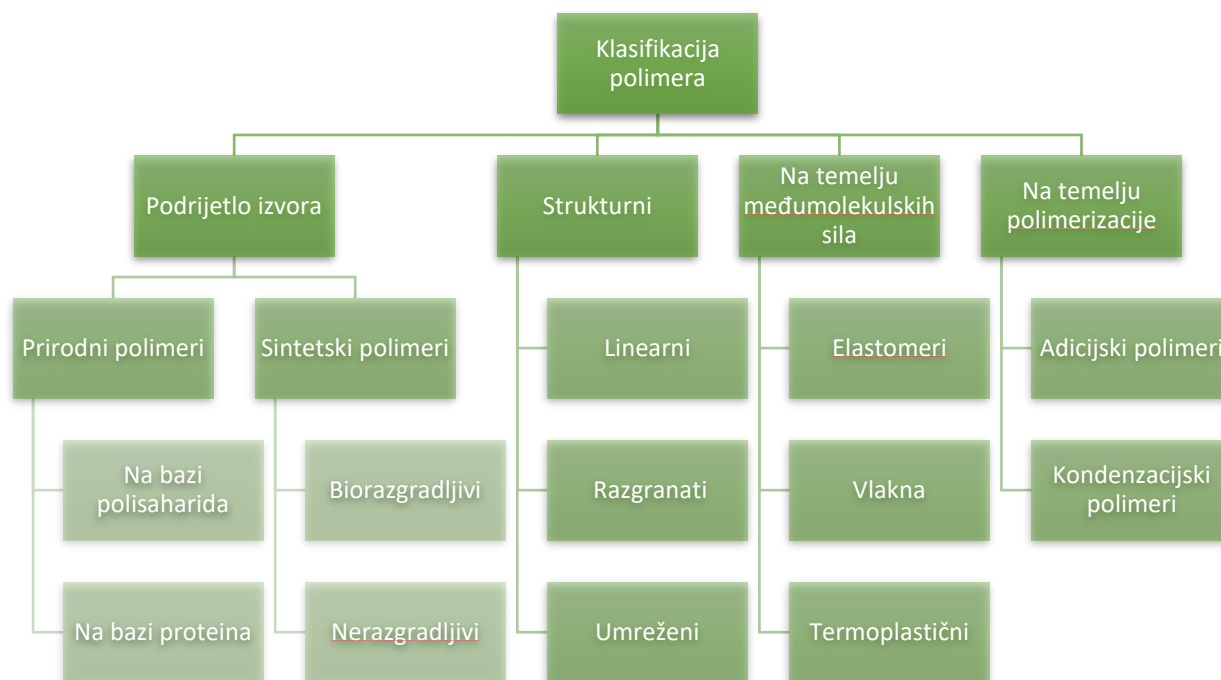 Klasifikacija
polimera
Podrijetlo izvora
Strukturni
Na temelju
međumolekulskih
sila
Na temelju
polimerizacije
Prirodni polimeri
Sintetski polimeri
Linearni
Elastomeri
Adicijski polimeri
Na bazi
polisaharida
Biorazgradljivi
Razgranati
Vlakna
Kondenzacijski
polimeri
Na bazi proteina
Nerazgradljivi
Umreženi
Termoplastični